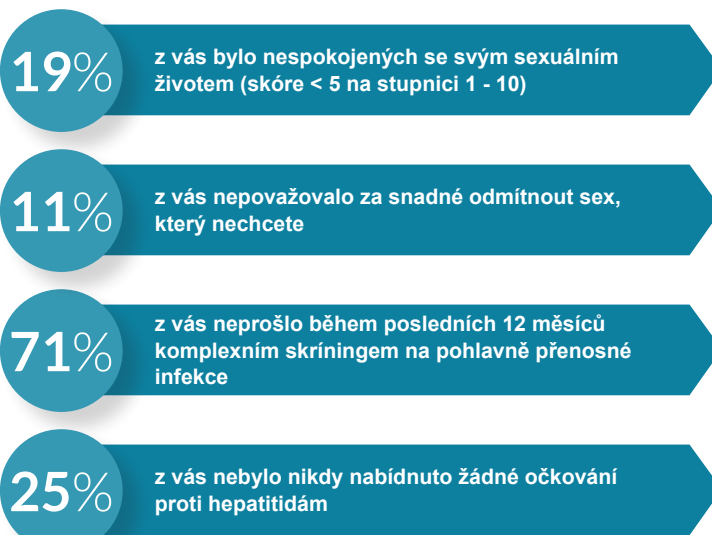 19%
z vás bylo nespokojených se svým sexuálním
životem (skóre < 5 na stupnici 1 - 10)
11%
z vás nepovažovalo za snadné odmítnout sex,
který nechcete
71%
z vás neprošlo během posledních 12 měsíců
komplexním skríningem na pohlavně přenosné
infekce
25%
z vás nebylo nikdy nabídnuto žádné očkování
proti hepatitidám